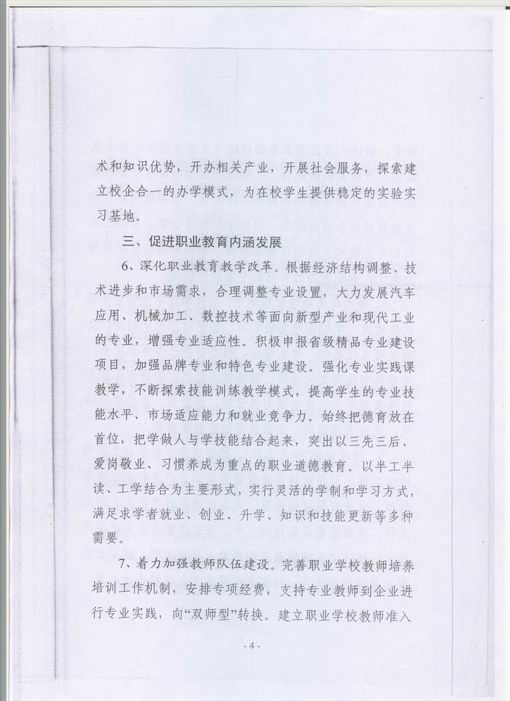 术和知识优势，开办相关产业，开展社会服务，探索建
立校企合一的办学模式，为在校学生提供稳定的实验实
习基地。
三、促进职业教育内涵发展
6、深化职业教育教学改革。根据经济结构调整、技
术进步和市场需求，合理调整专业设置，大力发展汽车
应用、机械加工、数控技术等面向新型产业和现代工业
的专业，增强专业适应性。积极申报省级精品专业建设
项目，加强品牌专业和特色专业建设。强化专业实践课
教学，不断探索技能训练教学模式，提高学生的专业技
能水平、市场适应能力和就业竞争力。始终把德育放在
首位，把学做人与学技能结合起来，突出以三先三后、
爱岗敬业、习惯养成为重点的职业道德教育。以半工半
读、工学结合为主要形式，实行灵活的学制和学习方式，
满足求学者就业、创业、升学、知识和技能更新等多种
需要。
7、着力加强教师队伍建设。完善职业学校教师培养
培训工作机制，安排专项经费，支持专业教师到企业进
行专业实践，向“双师型”转换。建立职业学校教师准入
- 4 -